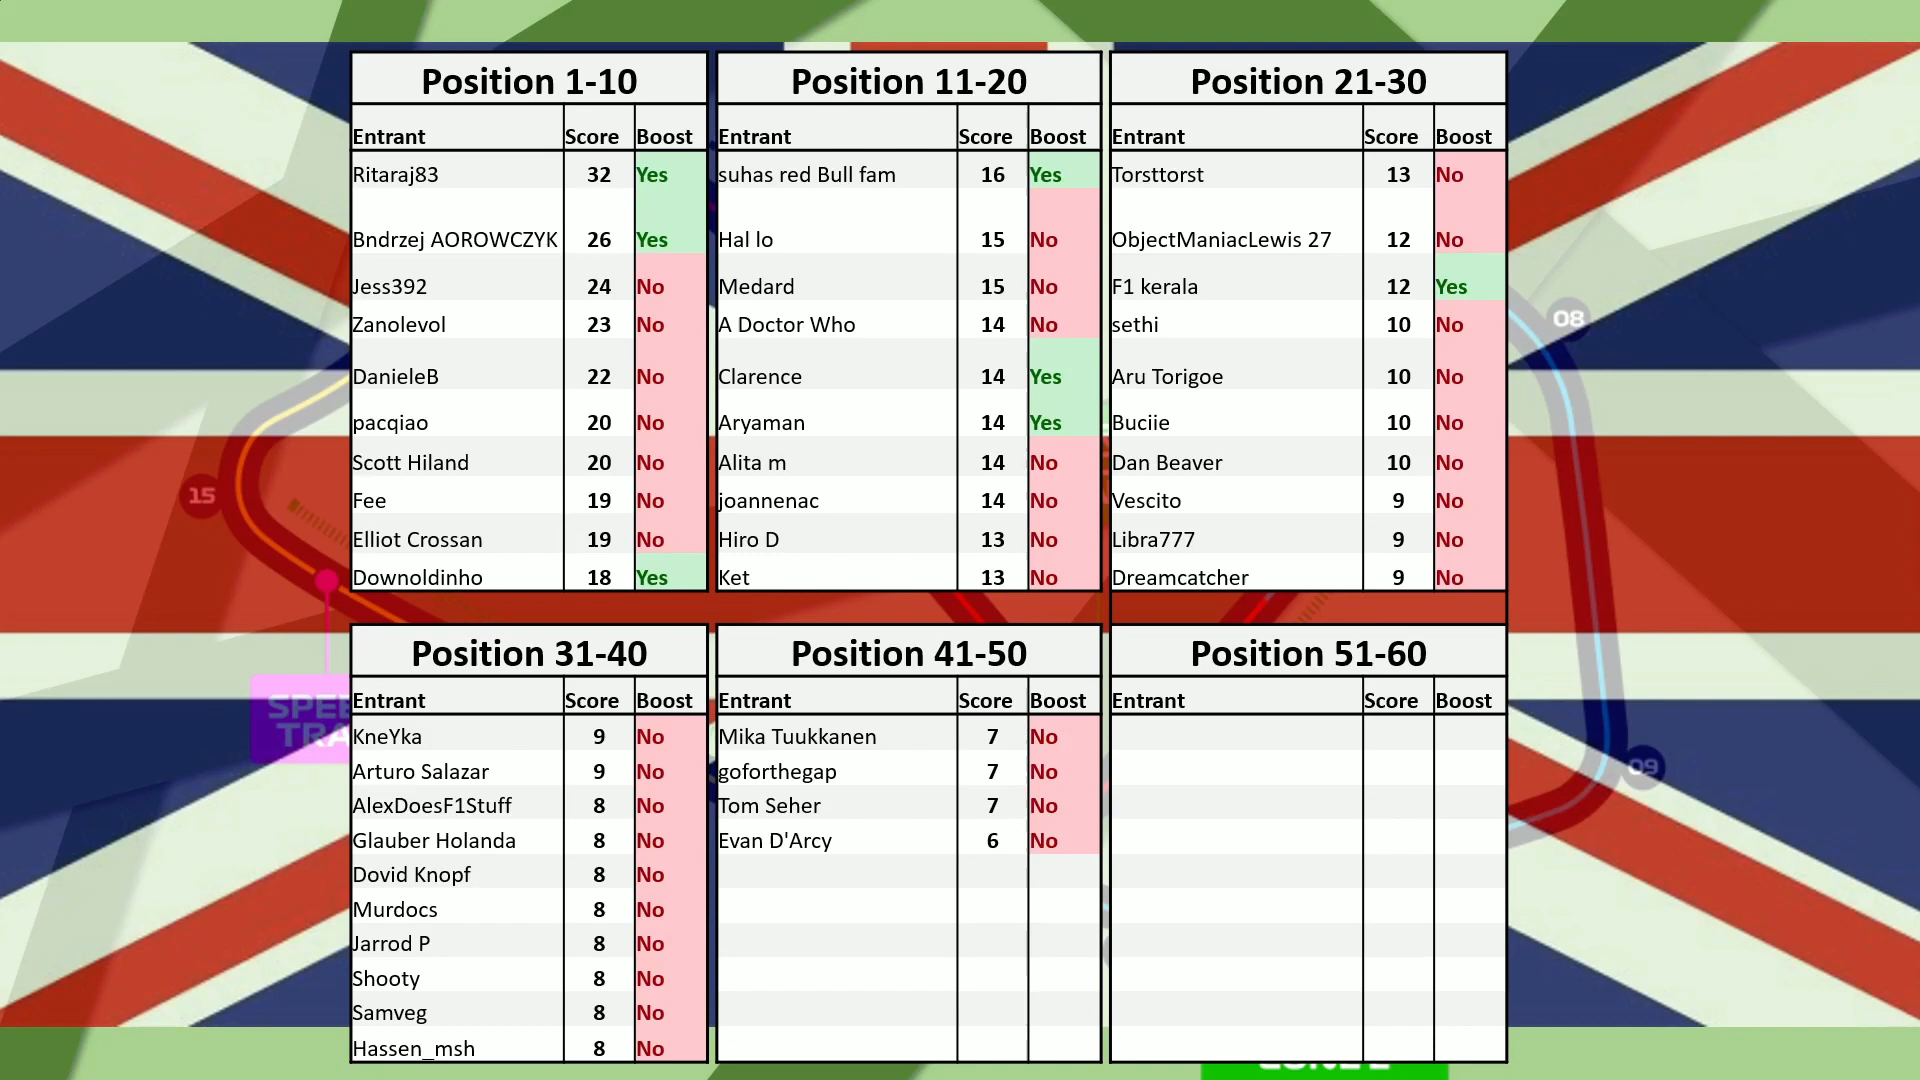 Position 1-10
Entrant Score Boost
Ritaraj83 32 Yes
Bndrzej AOROWCZYK 26 Yes
Jess392 24 No
Zanolevol 23 No
DanieleB 22 No
pacqiao 20 No
Scott Hiland 20 No
Fee 19 No
Elliot Crossan 19 No
Downoldinho 18 Yes
Position 11-20
Entrant Score Boost
suhas red Bull fam 16 Yes
Hal lo 15 No
Medard 15 No
A Doctor Who 14 No
Clarence 14 Yes
Aryaman 14 Yes
Alita m 14 No
joannenac 14 No
Hiro D 13 No
Ket 13 No
Position 21-30
Entrant Score Boost
Torsttorst 13 No
ObjectManiacLewis 27 12 No
F1 kerala 12 Yes
sethi 10 No
Aru Torigoe 10 No
Buciie 10 No
Dan Beaver 10 No
Vescito 9 No
Libra777 9 No
Dreamcatcher 9 No
Position 31-40
Entrant Score Boost
KneYka 9 No
Arturo Salazar 9 No
AlexDoesF1Stuff 8 No
Glauber Holanda 8 No
Dovid Knopf 8 No
Murdocs 8 No
Jarrod P 8 No
Shooty 8 No
Samveg 8 No
Hassen_msh 8 No
Position 41-50
Entrant Score Boost
Mika Tuukkanen 7 No
goforthegap 7 No
Tom Seher 7 No
Evan D'Arcy 6 No
Position 51-60
Entrant Score Boost
15
08
09